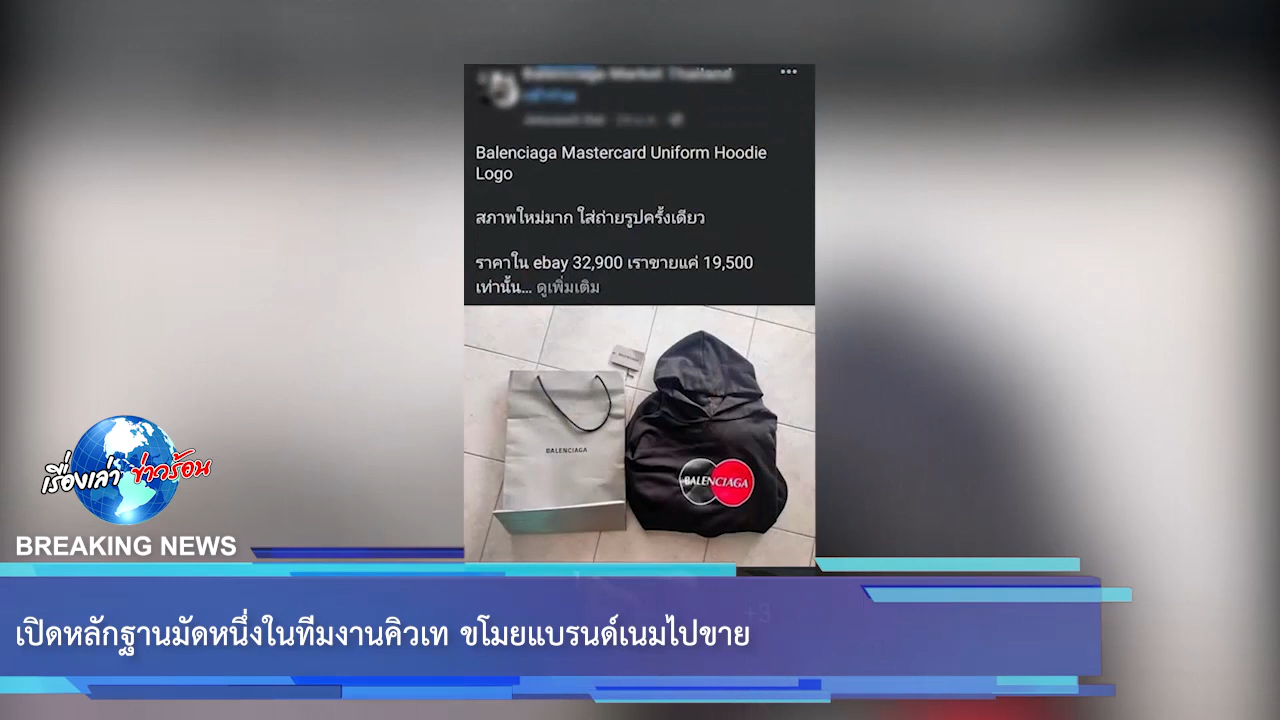 Balenciaga Mastercard Uniform Hoodie
Logo
สภาพใหม่มาก ใส่ถ่ายรูปครั้งเดียว
ราคาใน ebay 32,900 เราขายแค่ 19,500
เท่านั้น... ดูเพิ่มเติม
BALENCIAGA
BALENCIAGA
เรื่องเล่า ข่าวร้อน
BREAKING NEWS
+3
เปิดหลักฐานมัดหนึ่งในทีมงานคิวเท ขโมยแบรนด์เนมไปขาย